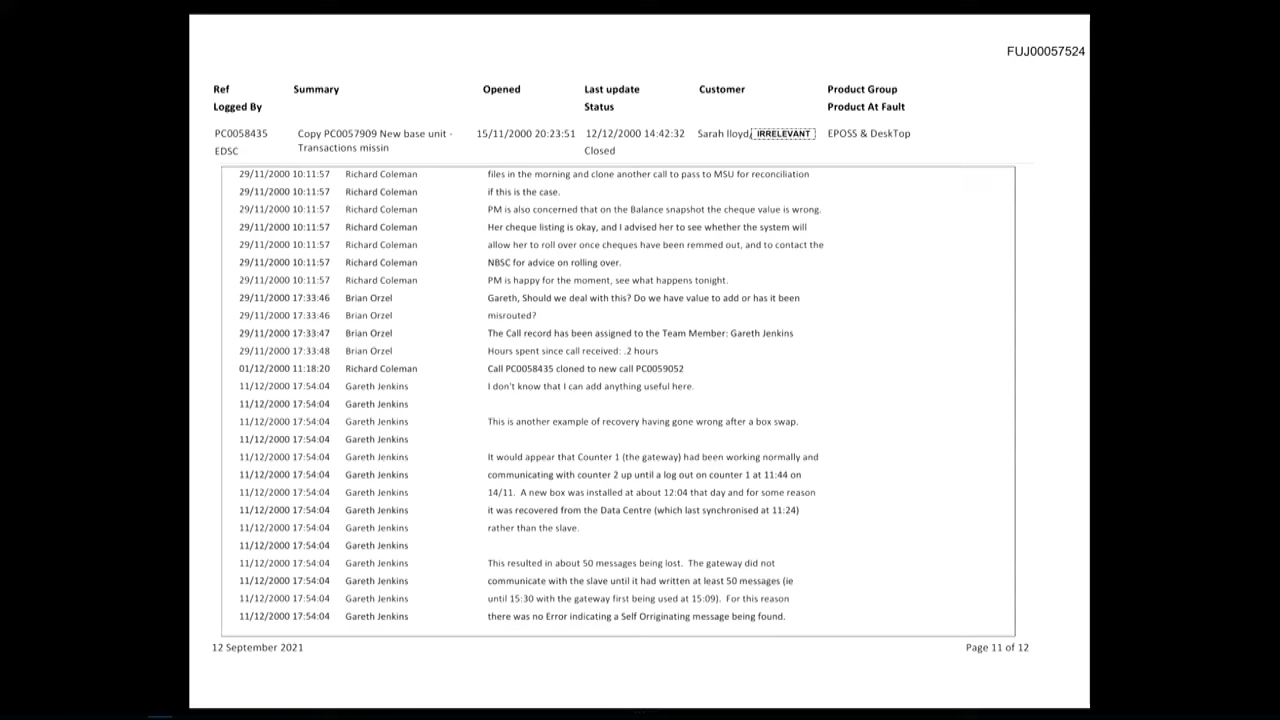 FUJ00057524
Ref Summary Opened Last update Customer Product Group
Logged By Status Product At Fault
PC0058435 Copy PC0057909 New base unit - 15/11/2000 20:23:51 12/12/2000 14:42:32 Sarah lloyd IRRELEVANT EPOSS & DeskTop
EDSC Transactions missin Closed
29/11/2000 10:11:57 Richard Coleman files in the morning and clone another call to pass to MSU for reconciliation
29/11/2000 10:11:57 Richard Coleman if this is the case.
29/11/2000 10:11:57 Richard Coleman PM is also concerned that on the Balance snapshot the cheque value is wrong.
29/11/2000 10:11:57 Richard Coleman Her cheque listing is okay, and I advised her to see whether the system will
29/11/2000 10:11:57 Richard Coleman allow her to roll over once cheques have been remmed out, and to contact the
29/11/2000 10:11:57 Richard Coleman NBSC for advice on rolling over.
29/11/2000 10:11:57 Richard Coleman PM is happy for the moment, see what happens tonight.
29/11/2000 17:33:46 Brian Orzel Gareth, Should we deal with this? Do we have value to add or has it been
29/11/2000 17:33:46 Brian Orzel misrouted?
29/11/2000 17:33:47 Brian Orzel The Call record has been assigned to the Team Member: Gareth Jenkins
29/11/2000 17:33:48 Brian Orzel Hours spent since call received: .2 hours
01/12/2000 11:18:20 Richard Coleman Call PC0058435 cloned to new call PC0059052
11/12/2000 17:54:04 Gareth Jenkins I don't know that I can add anything useful here.
11/12/2000 17:54:04 Gareth Jenkins
11/12/2000 17:54:04 Gareth Jenkins This is another example of recovery having gone wrong after a box swap.
11/12/2000 17:54:04 Gareth Jenkins
11/12/2000 17:54:04 Gareth Jenkins It would appear that Counter 1 (the gateway) had been working normally and
11/12/2000 17:54:04 Gareth Jenkins communicating with counter 2 up until a log out on counter 1 at 11:44 on
11/12/2000 17:54:04 Gareth Jenkins 14/11. A new box was installed at about 12:04 that day and for some reason
11/12/2000 17:54:04 Gareth Jenkins it was recovered from the Data Centre (which last synchronised at 11:24)
11/12/2000 17:54:04 Gareth Jenkins rather than the slave.
11/12/2000 17:54:04 Gareth Jenkins
11/12/2000 17:54:04 Gareth Jenkins This resulted in about 50 messages being lost. The gateway did not
11/12/2000 17:54:04 Gareth Jenkins communicate with the slave until it had written at least 50 messages (ie
11/12/2000 17:54:04 Gareth Jenkins until 15:30 with the gateway first being used at 15:09). For this reason
11/12/2000 17:54:04 Gareth Jenkins there was no Error indicating a Self Orriginating message being found.
12 September 2021 Page 11 of 12